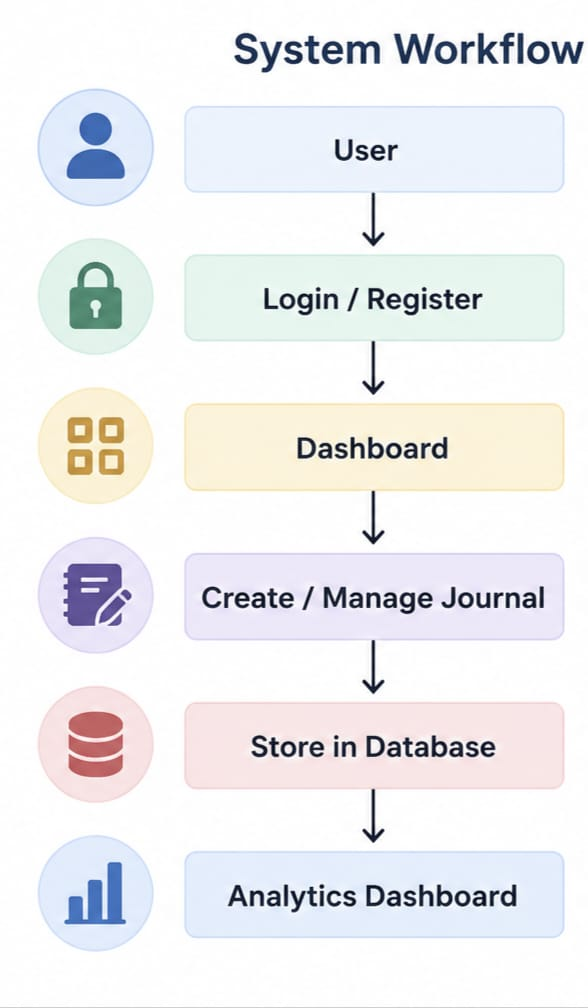 System Workflow
User
Login / Register
Dashboard
Create / Manage Journal
Store in Database
Analytics Dashboard